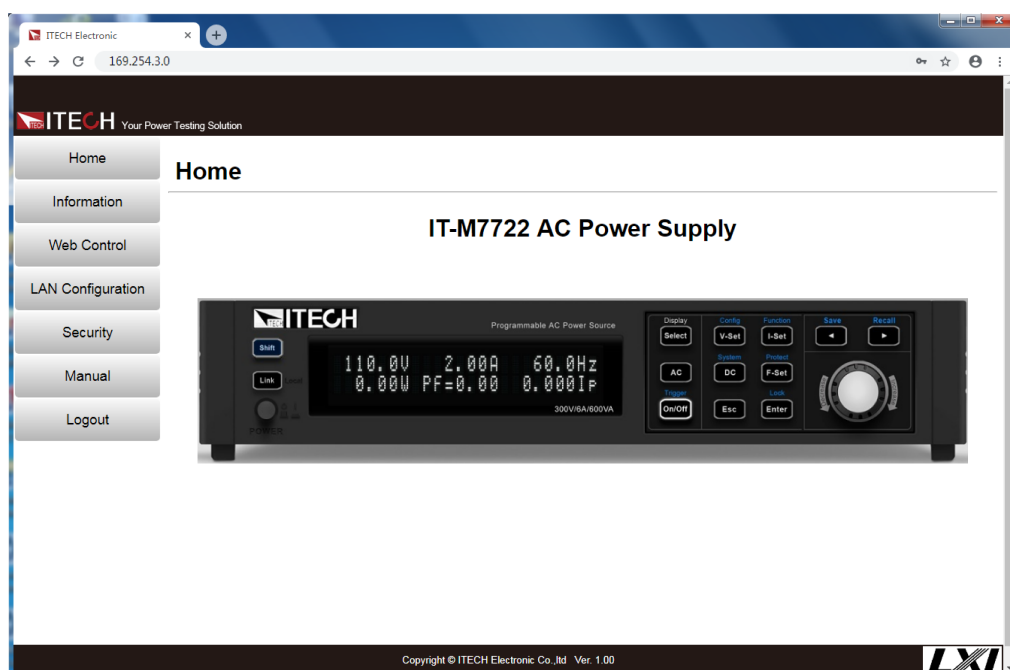 ITECH Electronic
169.254.3.0
ITECH Your Power Testing Solution
Home
Information
Web Control
LAN Configuration
Security
Manual
Logout
Home
IT-M7722 AC Power Supply
ITECH
Programmable AC Power Source
Shift
Link Local
POWER
110.0V 2.00A 60.0Hz
0.00W PF=0.00 0.000Ip
300V/6A/600VA
Display Config Function Save Recall
Select V-Set I-Set
System Protect
AC DC F-Set
Trigger Lock
On/Off Esc Enter
Copyright © ITECH Electronic Co.,ltd Ver. 1.00
LXI